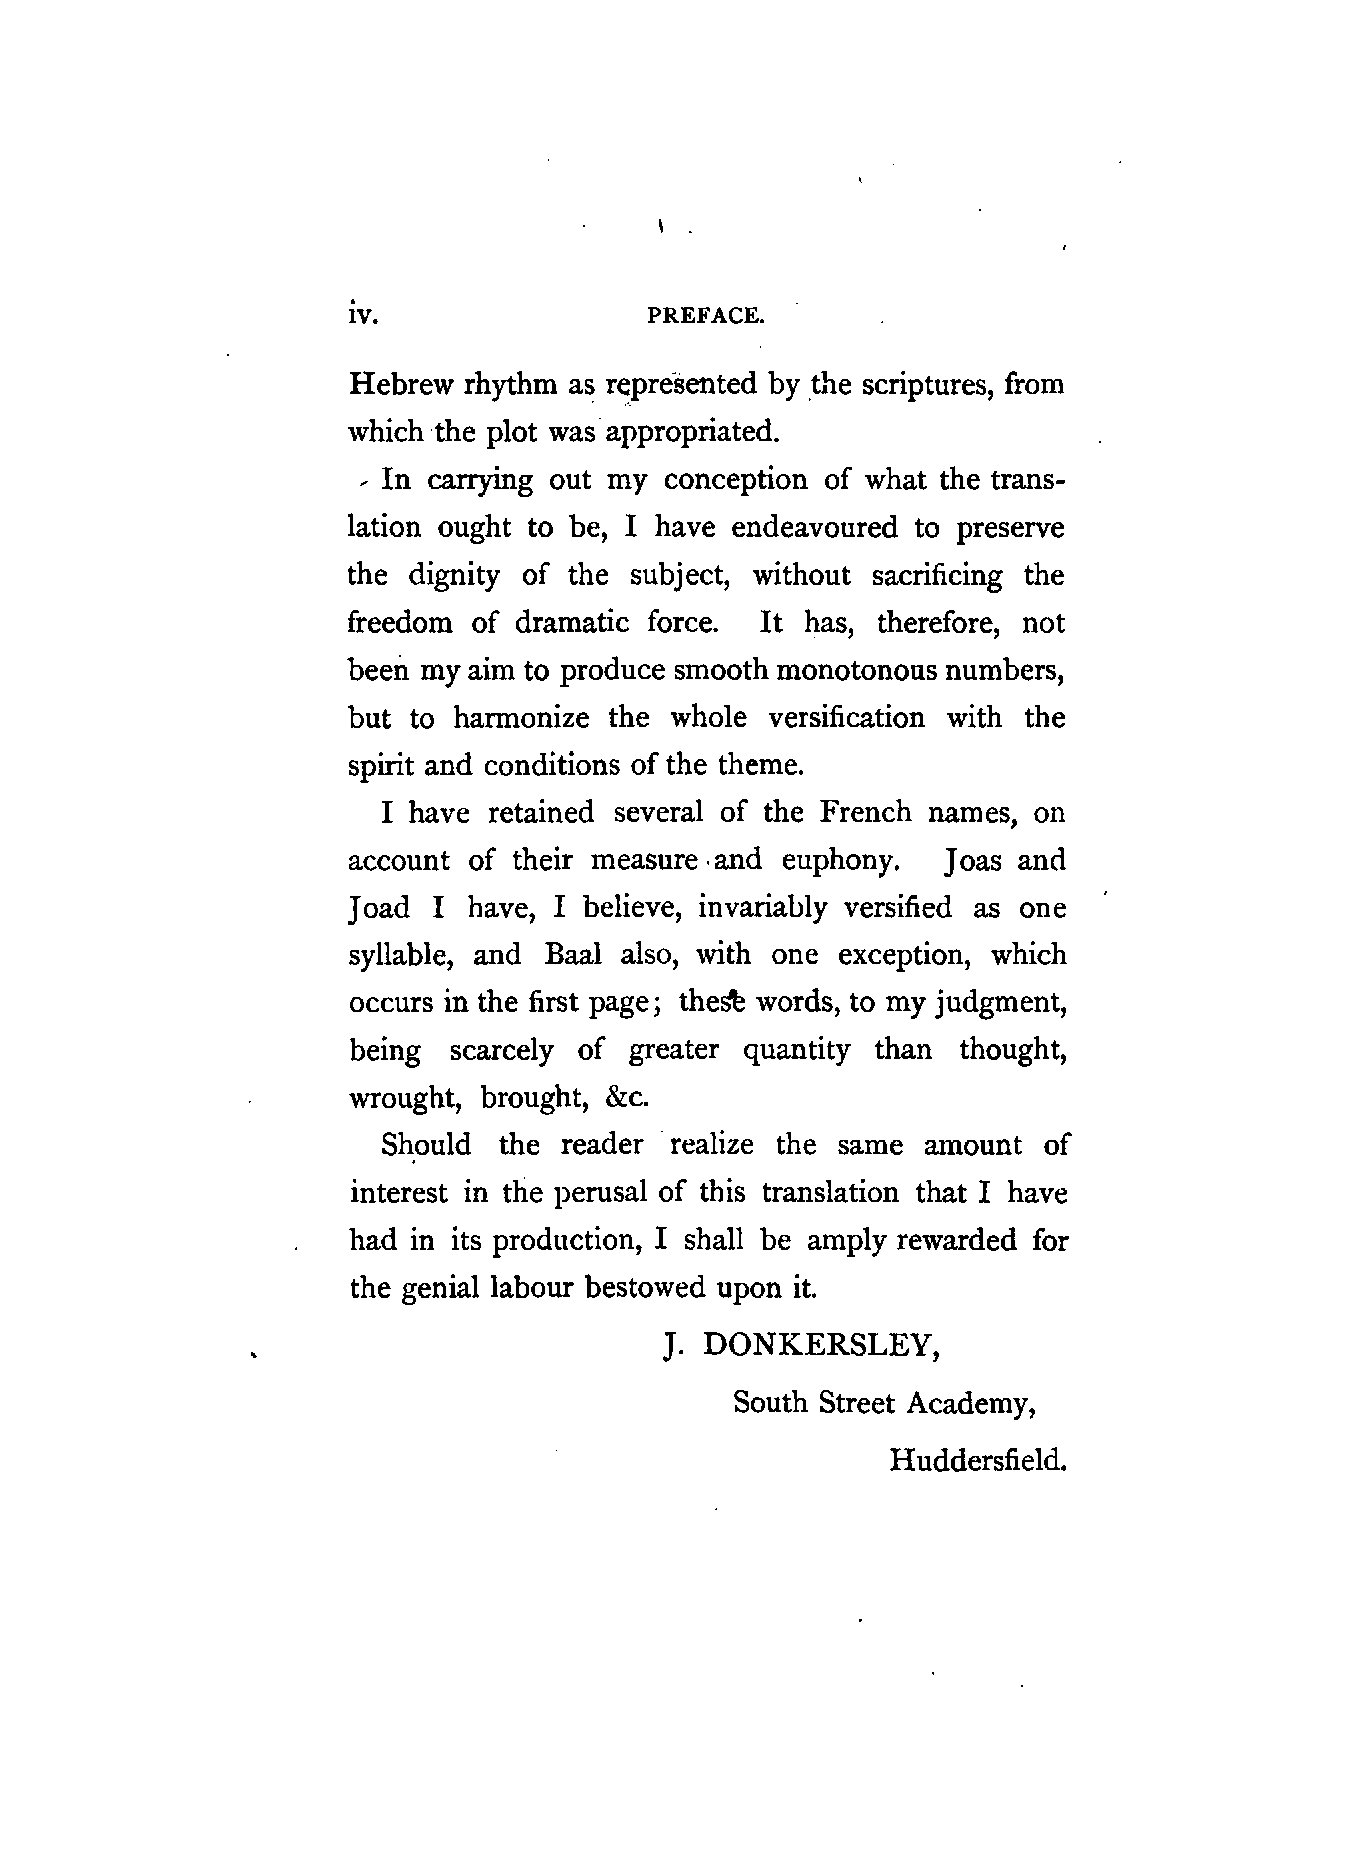 iv. PREFACE.
Hebrew rhythm as represented by the scriptures, from
which the plot was appropriated.
In carrying out my conception of what the trans-
lation ought to be, I have endeavoured to preserve
the dignity of the subject, without sacrificing the
freedom of dramatic force. It has, therefore, not
been my aim to produce smooth monotonous numbers,
but to harmonize the whole versification with the
spirit and conditions of the theme.
I have retained several of the French names, on
account of their measure and euphony. Joas and
Joad I have, I believe, invariably versified as one
syllable, and Baal also, with one exception, which
occurs in the first page; these words, to my judgment,
being scarcely of greater quantity than thought,
wrought, brought, &c.
Should the reader realize the same amount of
interest in the perusal of this translation that I have
had in its production, I shall be amply rewarded for
the genial labour bestowed upon it.
J. DONKERSLEY,
South Street Academy,
Huddersfield.